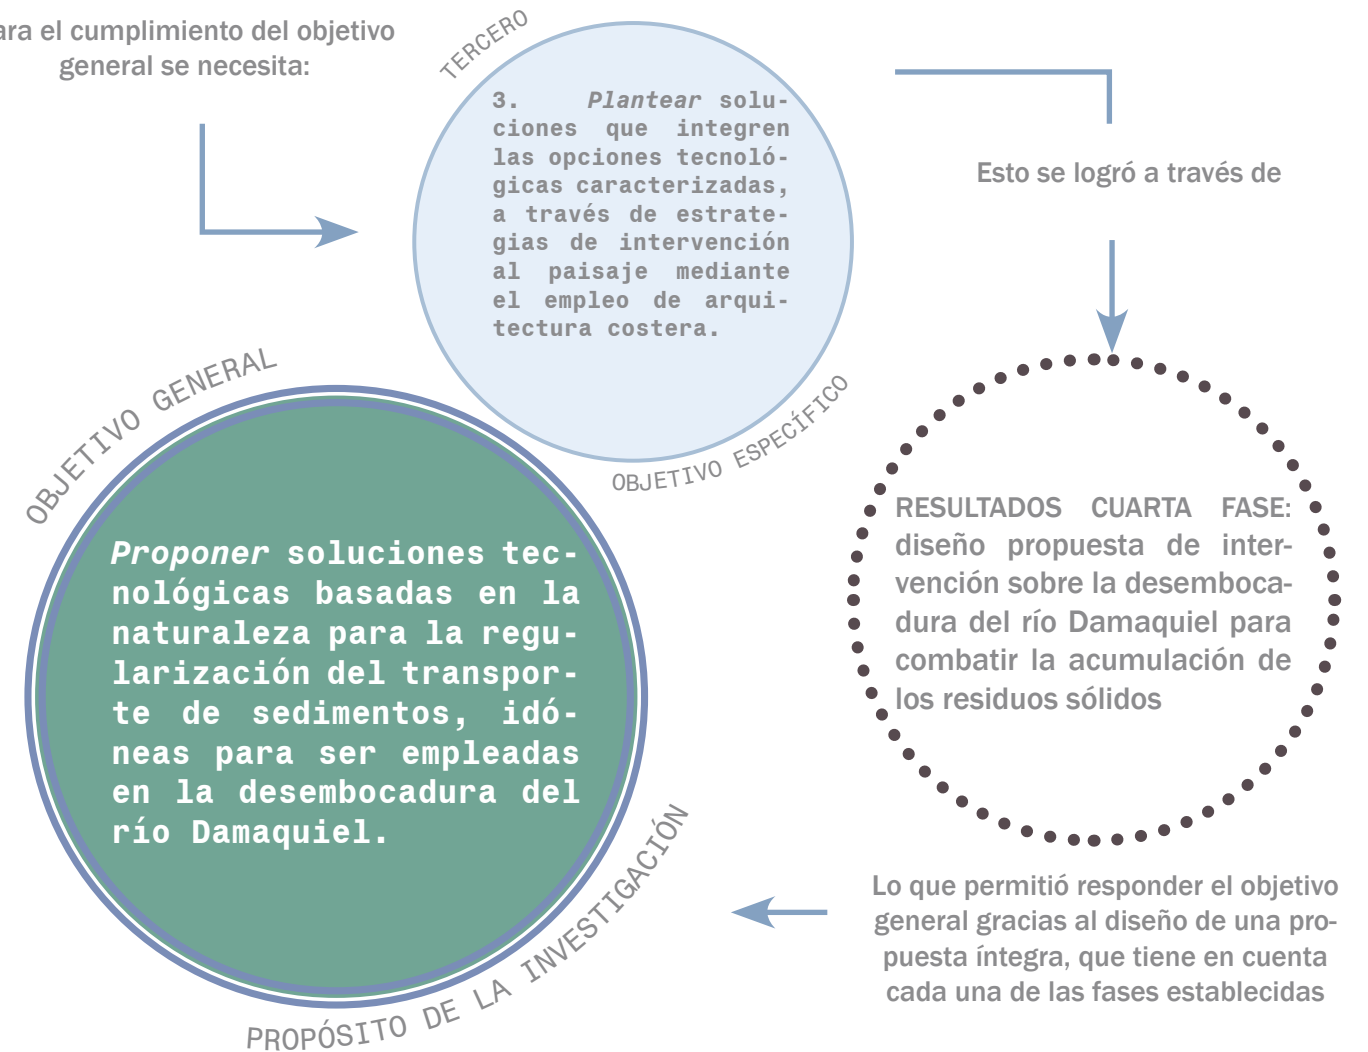 ara el cumplimiento del objetivo
general se necesita:
TERCERO
3. Plantear solu-
ciones que integren
las opciones tecnoló-
gicas caracterizadas,
a través de estrate-
gias de intervención
al paisaje mediante
el empleo de arqui-
tectura costera.
OBJETIVO ESPECÍFICO
Esto se logró a través de
RESULTADOS CUARTA FASE:
diseño propuesta de inter-
vención sobre la desemboca-
dura del río Damaquiel para
combatir la acumulación de
los residuos sólidos
Lo que permitió responder el objetivo
general gracias al diseño de una pro-
puesta íntegra, que tiene en cuenta
cada una de las fases establecidas
OBJETIVO GENERAL
Proponer soluciones tec-
nológicas basadas en la
naturaleza para la regu-
larización del transpor-
te de sedimentos, idó-
neas para ser empleadas
en la desembocadura del
río Damaquiel.
PROPÓSITO DE LA INVESTIGACIÓN